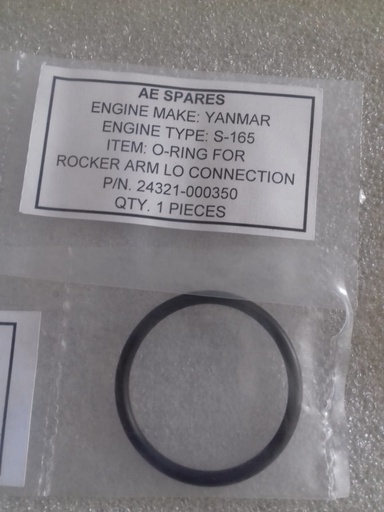 AE SPARES
ENGINE MAKE: YANMAR
ENGINE TYPE: S-165
ITEM: O-RING FOR
ROCKER ARM LO CONNECTION
P/N. 24321-000350
QTY. 1 PIECES